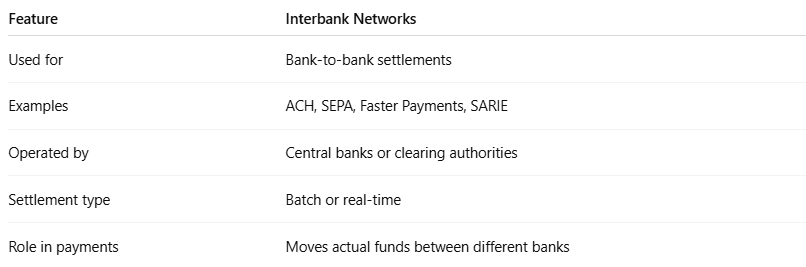 Feature Interbank Networks
Used for Bank-to-bank settlements
Examples ACH, SEPA, Faster Payments, SARIE
Operated by Central banks or clearing authorities
Settlement type Batch or real-time
Role in payments Moves actual funds between different banks